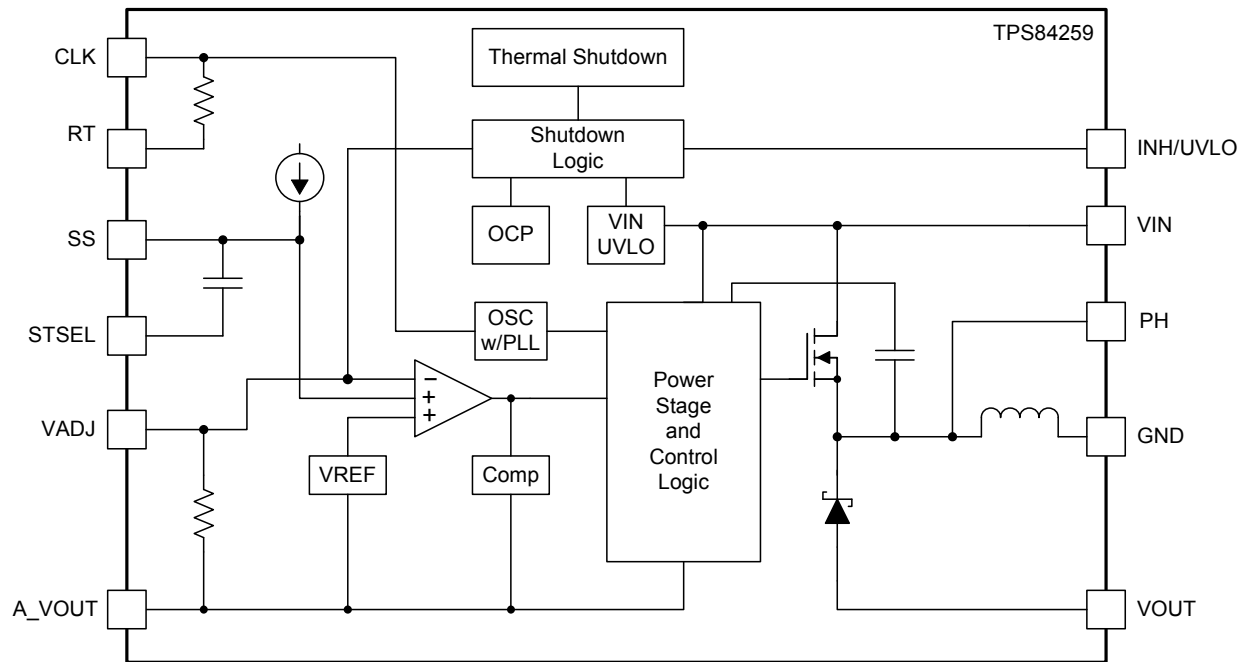 TPS84259
CLK
Thermal Shutdown
RT
Shutdown
Logic
INH/UVLO
SS
OCP
VIN
UVLO
VIN
STSEL
OSC
w/PLL
PH
VADJ
−
+
+
Power
Stage
and
Control
Logic
GND
VREF
Comp
A_VOUT
VOUT